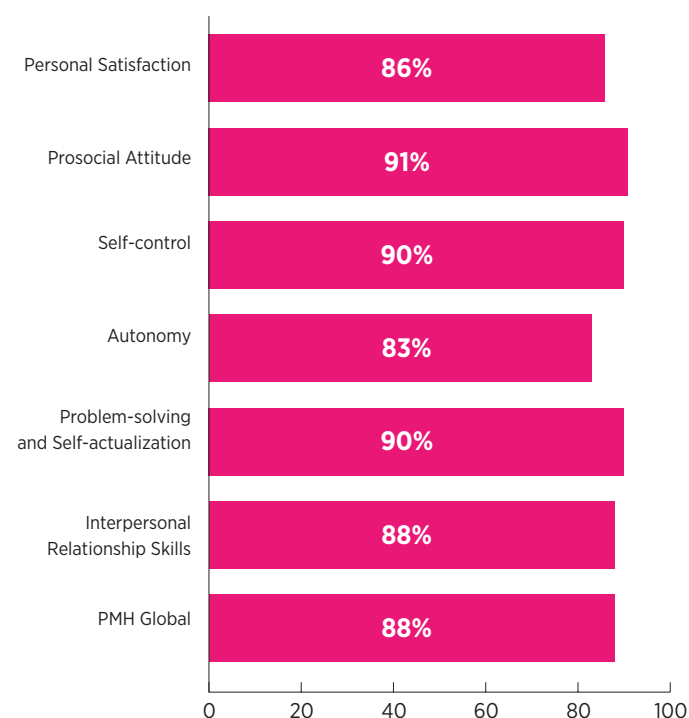 Personal Satisfaction
86%
Prosocial Attitude
91%
Self-control
90%
Autonomy
83%
Problem-solving
and Self-actualization
90%
Interpersonal
Relationship Skills
88%
PMH Global
88%
0 20 40 60 80 100